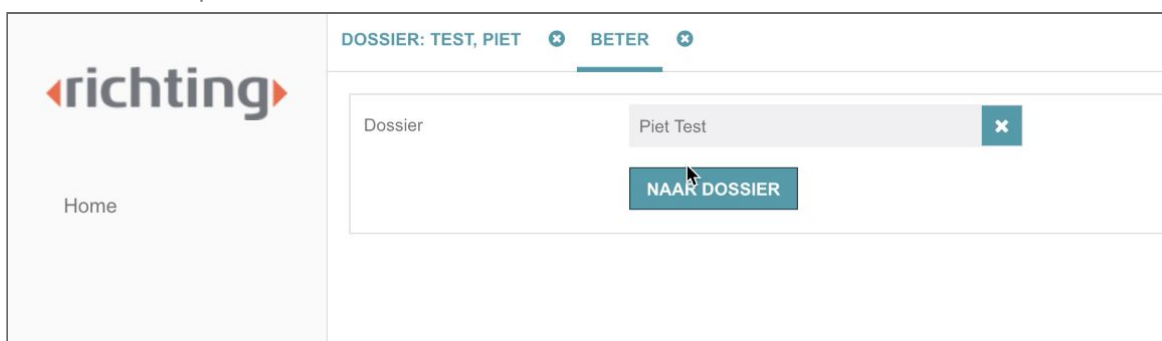 DOSSIER: TEST, PIET BETER
richting
Dossier Piet Test
NAAR DOSSIER
Home